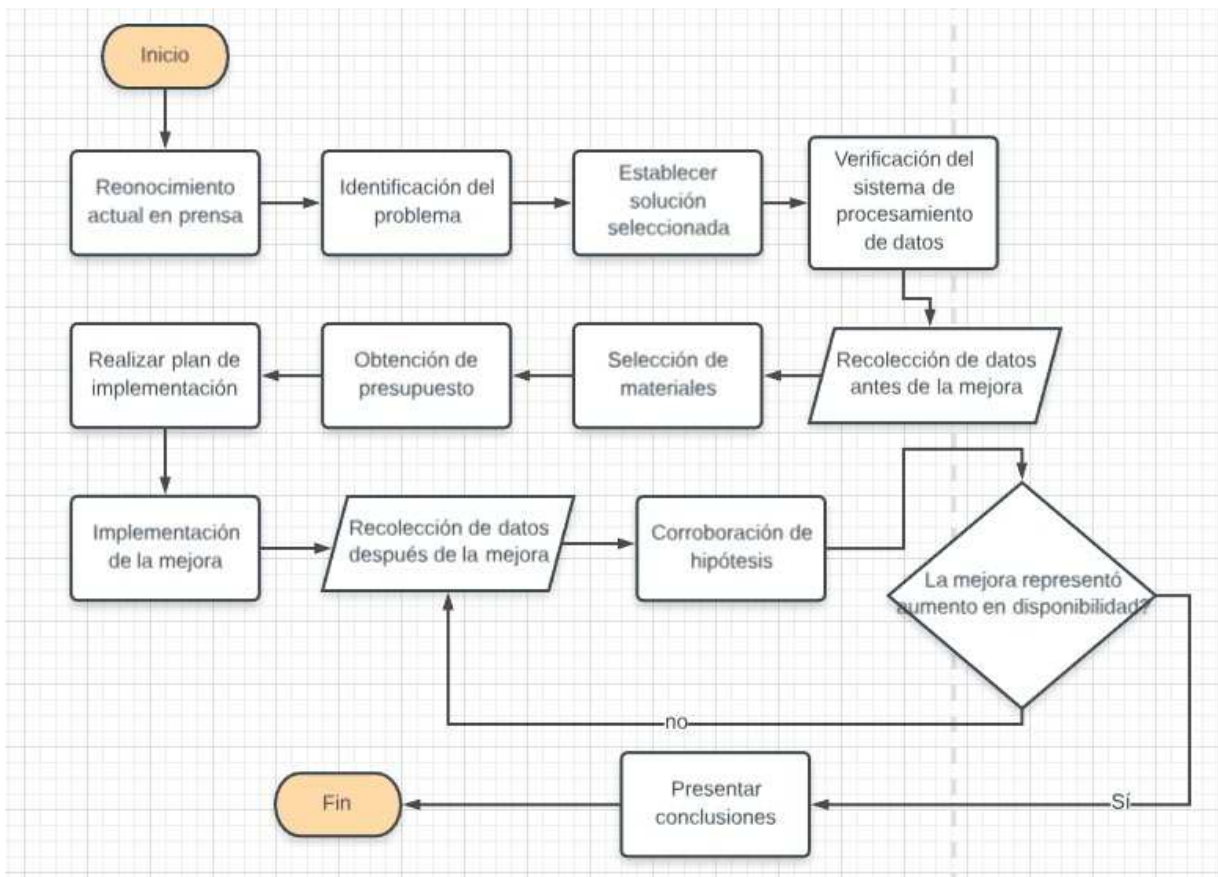 Inicio
Reonocimiento
actual en prensa
Identificación del
problema
Establecer
solución
seleccionada
Verificación del
sistema de
procesamiento
de datos
Recolección de datos
antes de la mejora
Selección de
materiales
Obtención de
presupuesto
Realizar plan de
implementación
Implementación
de la mejora
Recolección de datos
después de la mejora
Corroboración de
hipótesis
La mejora representó
aumento en disponibilidad?
no
Sí
Presentar
conclusiones
Fin